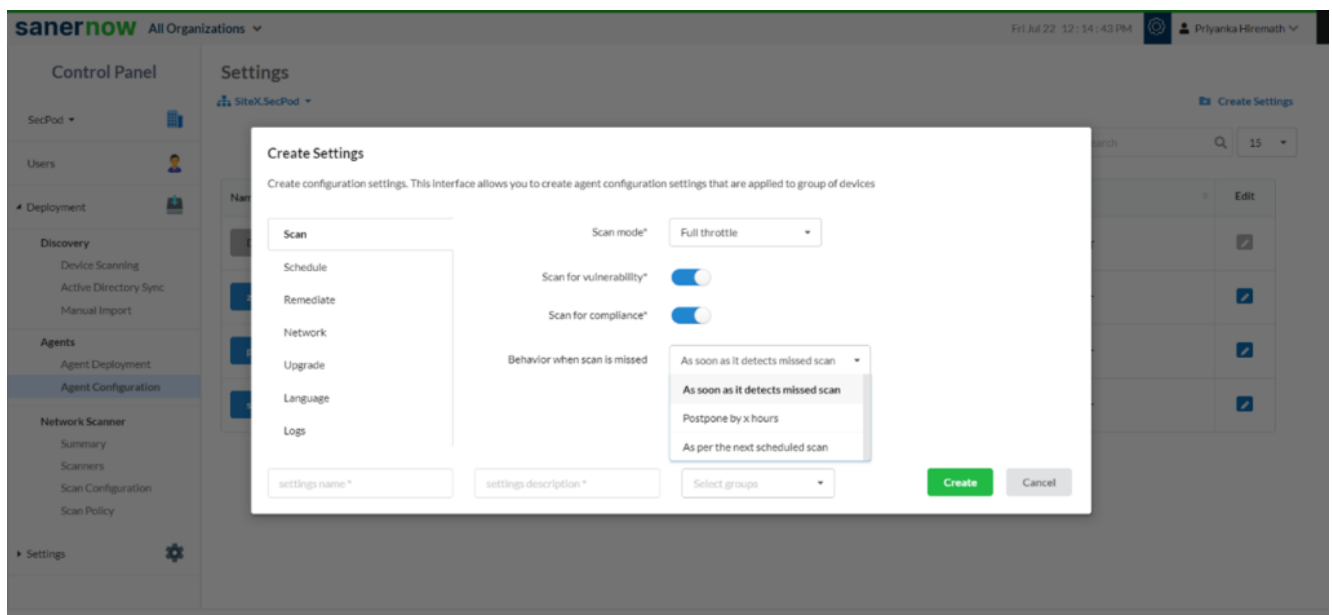 sanernow All Organizations
Fri Jul 22 12:14:43 PM
Priyanka Hiremath
Control Panel
SecPod
Users
Deployment
Discovery
Device Scanning
Active Directory Sync
Manual Import
Agents
Agent Deployment
Agent Configuration
Network Scanner
Summary
Scanners
Scan Configuration
Scan Policy
Settings
Settings
SiteX.SecPod
Create Settings
15
Edit
Create Settings
Create configuration settings. This interface allows you to create agent configuration settings that are applied to group of devices
Scan
Schedule
Remediate
Network
Upgrade
Language
Logs
Scan mode* Full throttle
Scan for vulnerability*
Scan for compliance*
Behavior when scan is missed As soon as it detects missed scan
As soon as it detects missed scan
Postpone by x hours
As per the next scheduled scan
settings name * settings description * Select groups Create Cancel